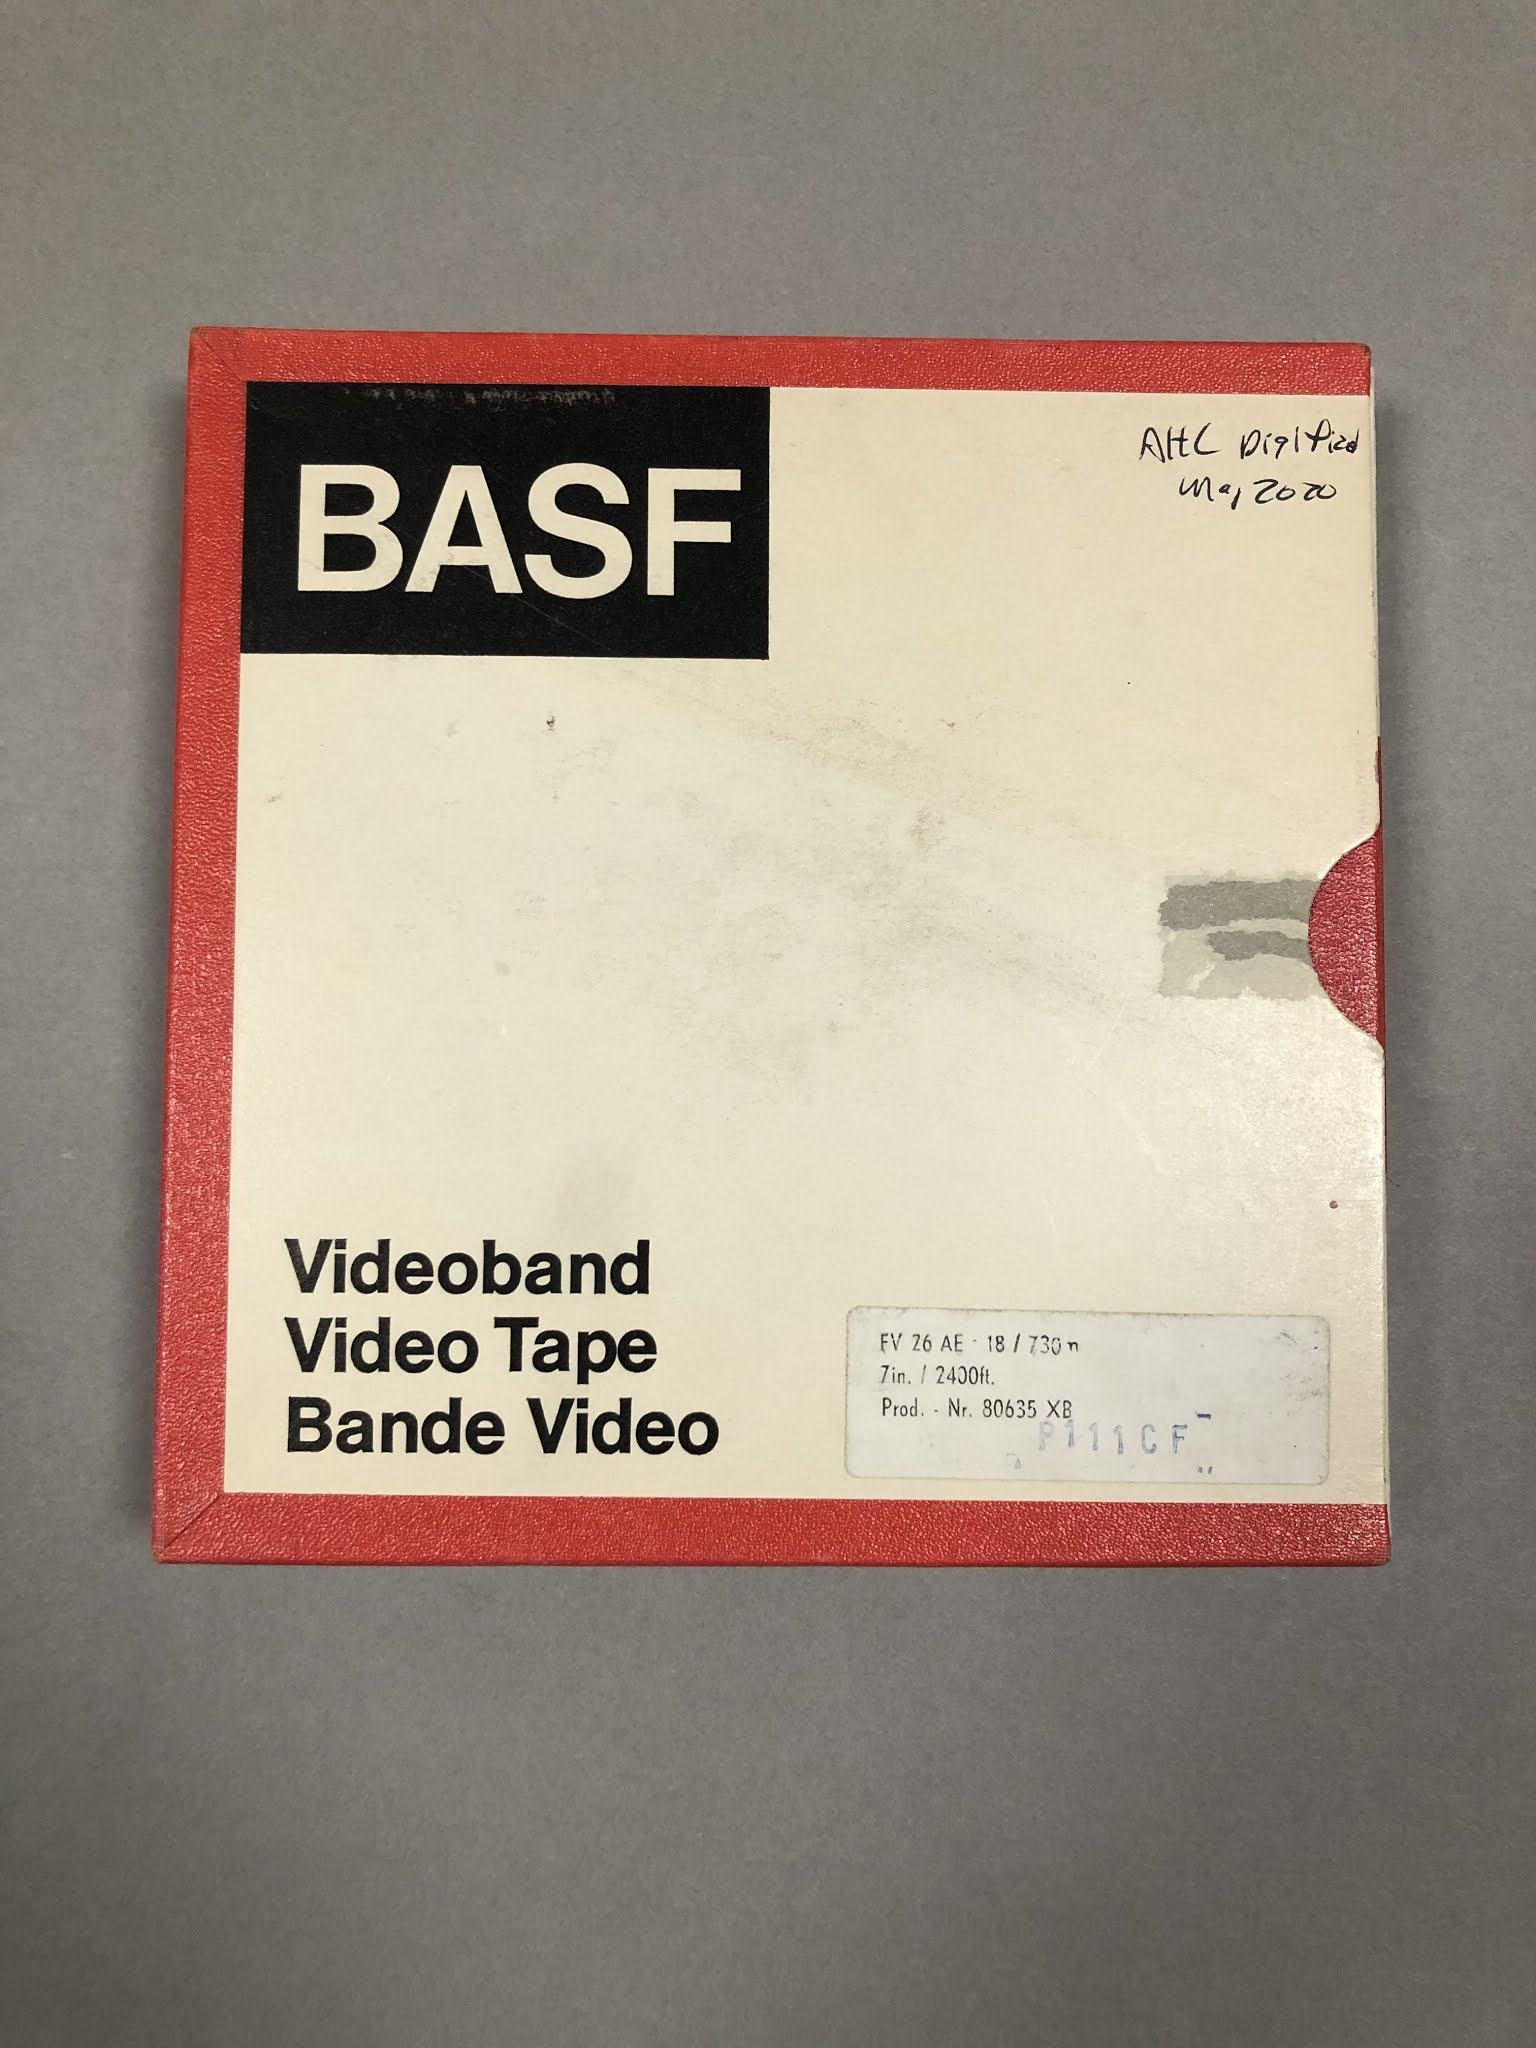 BASF
AHC Digitized
May 2020
Videoband
Video Tape
Bande Video
FV 26 AE - 18 / 730 m
7in. / 2400ft.
Prod. - Nr. 80635 XB
P111CF